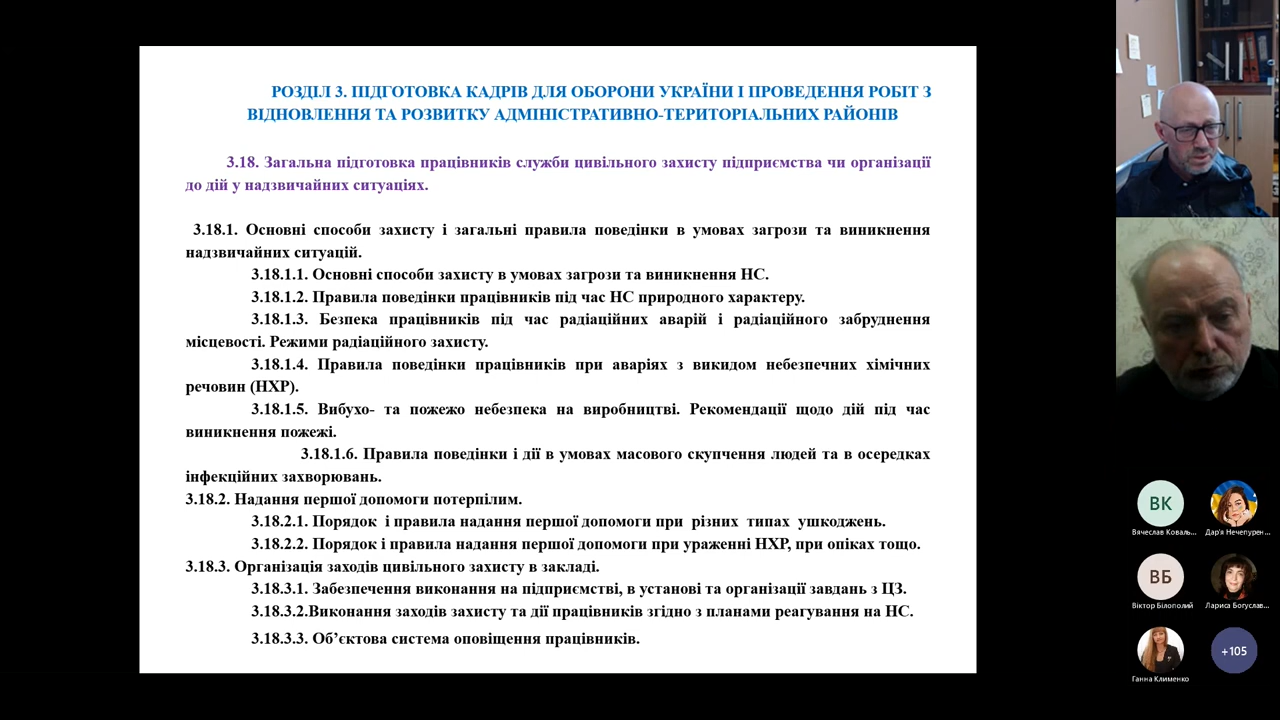 РОЗДІЛ 3. ПІДГОТОВКА КАДРІВ ДЛЯ ОБОРОНИ УКРАЇНИ І ПРОВЕДЕННЯ РОБІТ З
ВІДНОВЛЕННЯ ТА РОЗВИТКУ АДМІНІСТРАТИВНО-ТЕРИТОРІАЛЬНИХ РАЙОНІВ
3.18. Загальна підготовка працівників служби цивільного захисту підприємства чи організації
до дій у надзвичайних ситуаціях.
3.18.1. Основні способи захисту і загальні правила поведінки в умовах загрози та виникнення
надзвичайних ситуацій.
3.18.1.1. Основні способи захисту в умовах загрози та виникнення НС.
3.18.1.2. Правила поведінки працівників під час НС природного характеру.
3.18.1.3. Безпека працівників під час радіаційних аварій і радіаційного забруднення
місцевості. Режими радіаційного захисту.
3.18.1.4. Правила поведінки працівників при аваріях з викидом небезпечних хімічних
речовин (НХР).
3.18.1.5. Вибухо- та пожежо небезпека на виробництві. Рекомендації щодо дій під час
виникнення пожежі.
3.18.1.6. Правила поведінки і дії в умовах масового скупчення людей та в осередках
інфекційних захворювань.
3.18.2. Надання першої допомоги потерпілим.
3.18.2.1. Порядок і правила надання першої допомоги при різних типах ушкоджень.
3.18.2.2. Порядок і правила надання першої допомоги при ураженні НХР, при опіках тощо.
3.18.3. Організація заходів цивільного захисту в закладі.
3.18.3.1. Забезпечення виконання на підприємстві, в установі та організації завдань з ЦЗ.
3.18.3.2.Виконання заходів захисту та дії працівників згідно з планами реагування на НС.
3.18.3.3. Об’єктова система оповіщення працівників.
ВК
Вячеслав Коваль...
Дар'я Нечепурен...
ВБ
Віктор Білополий
Лариса Богуслав...
Ганна Клименко
+105